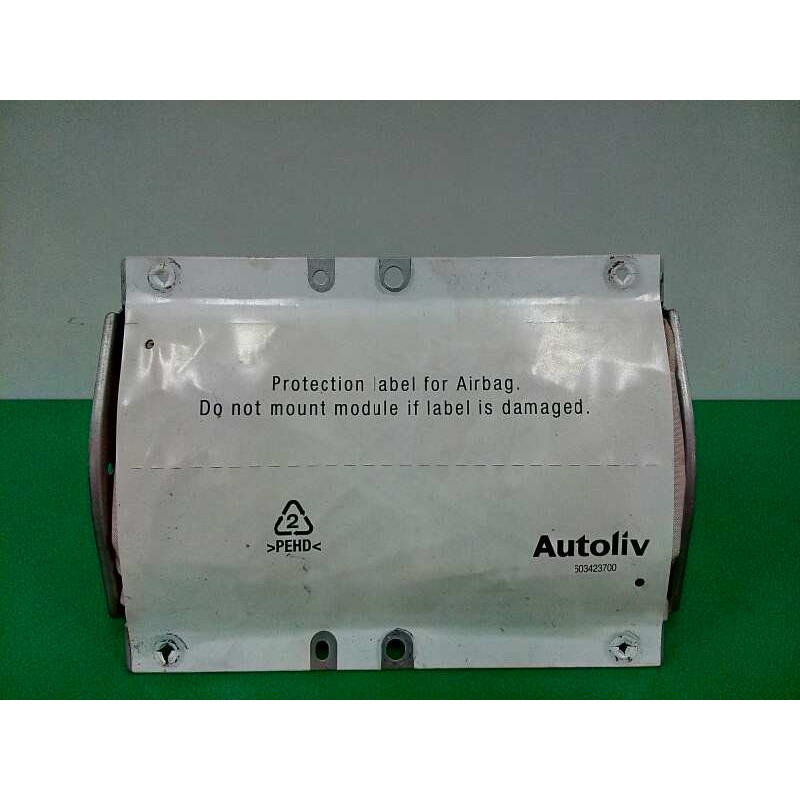 Protection label for Airbag.
Do not mount module if label is damaged.
2
>PEHD<
Autoliv
603423700